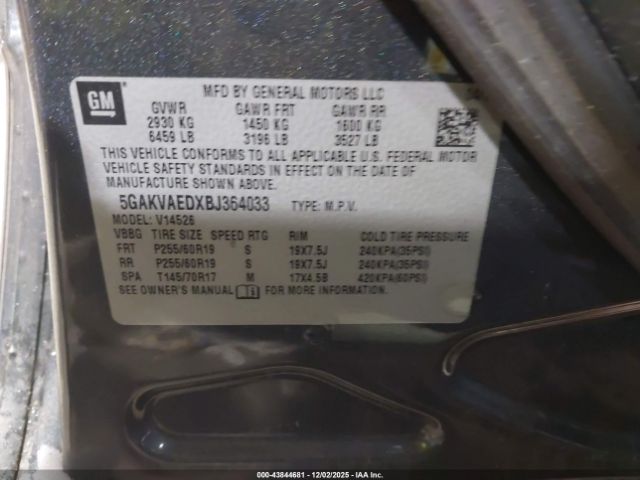 GM
MFD BY GENERAL MOTORS LLC
GVWR GAWR FRT GAWR RR
2930 KG 1450 KG 1600 KG
6459 LB 3196 LB 3527 LB
THIS VEHICLE CONFORMS TO ALL APPLICABLE U.S. FEDERAL MOTOR
VEHICLE SAFETY STANDARDS IN EFFECT ON THE DATE OF
MANUFACTURE SHOWN ABOVE.
5GAKVAEDXBJ364033 TYPE: M.P.V.
MODEL: V14526
VBBG TIRE SIZE SPEED RTG RIM COLD TIRE PRESSURE
FRT P255/60R19 S 19X7.5J 240KPA(35PSI)
RR P255/60R19 S 19X7.5J 240KPA(35PSI)
SPA T145/70R17 M 17X4.5B 420KPA(60PSI)
SEE OWNER'S MANUAL FOR MORE INFORMATION.
000-43844681 - 12/02/2025 - IAAI.com